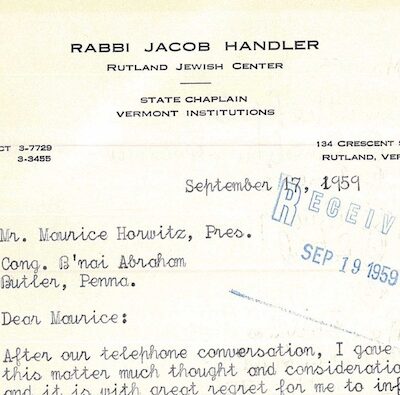 RABBI JACOB HANDLER
RUTLAND JEWISH CENTER
STATE CHAPLAIN
VERMONT INSTITUTIONS
CT 3-7729
3-3455
134 CRESCENT
RUTLAND, VER
September 17, 1959
RECEIV
SEP 19 1959
Mr. Maurice Horwitz, Pres.
Cong. B'nai Abraham
Butler, Penna.
Dear Maurice:
After our telephone conversation, I gave
this matter much thought and consideratio
and it is with great regret for me to inf